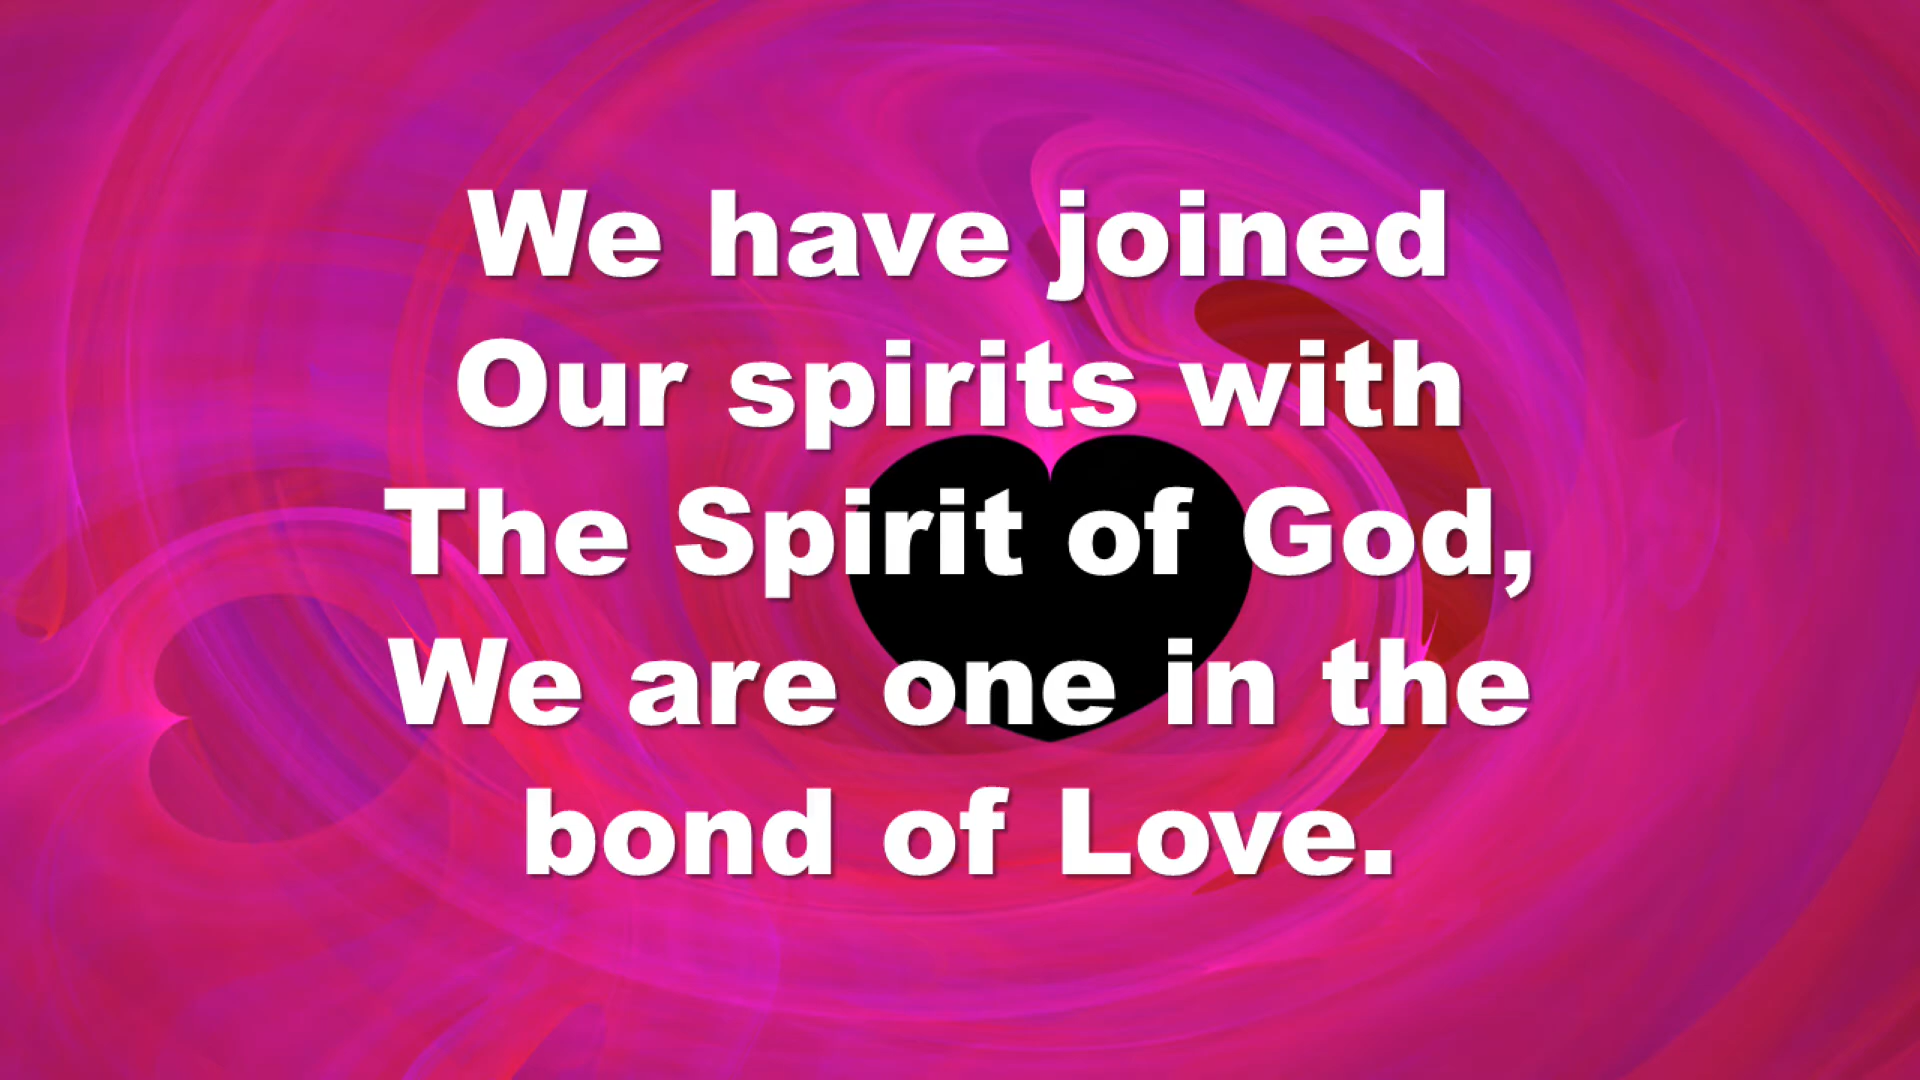 We have joined
Our spirits with
The Spirit of God,
We are one in the
bond of Love.